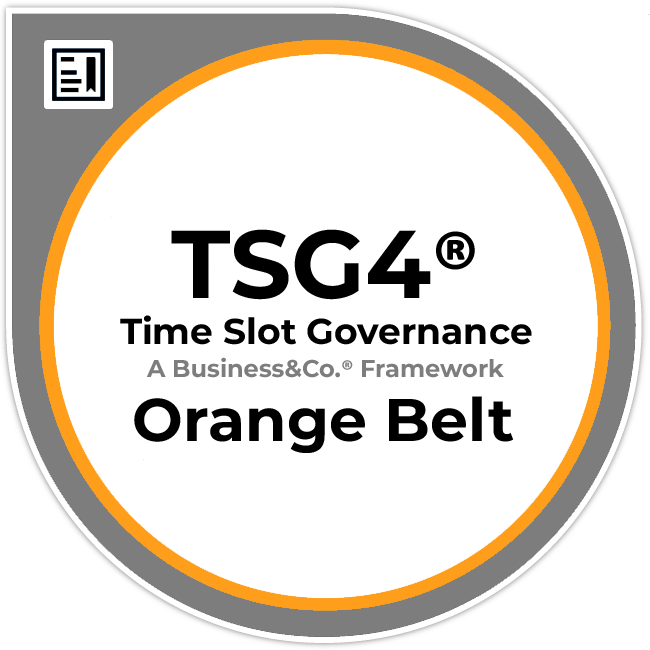 TSG4®
Time Slot Governance
A Business&Co.® Framework
Orange Belt